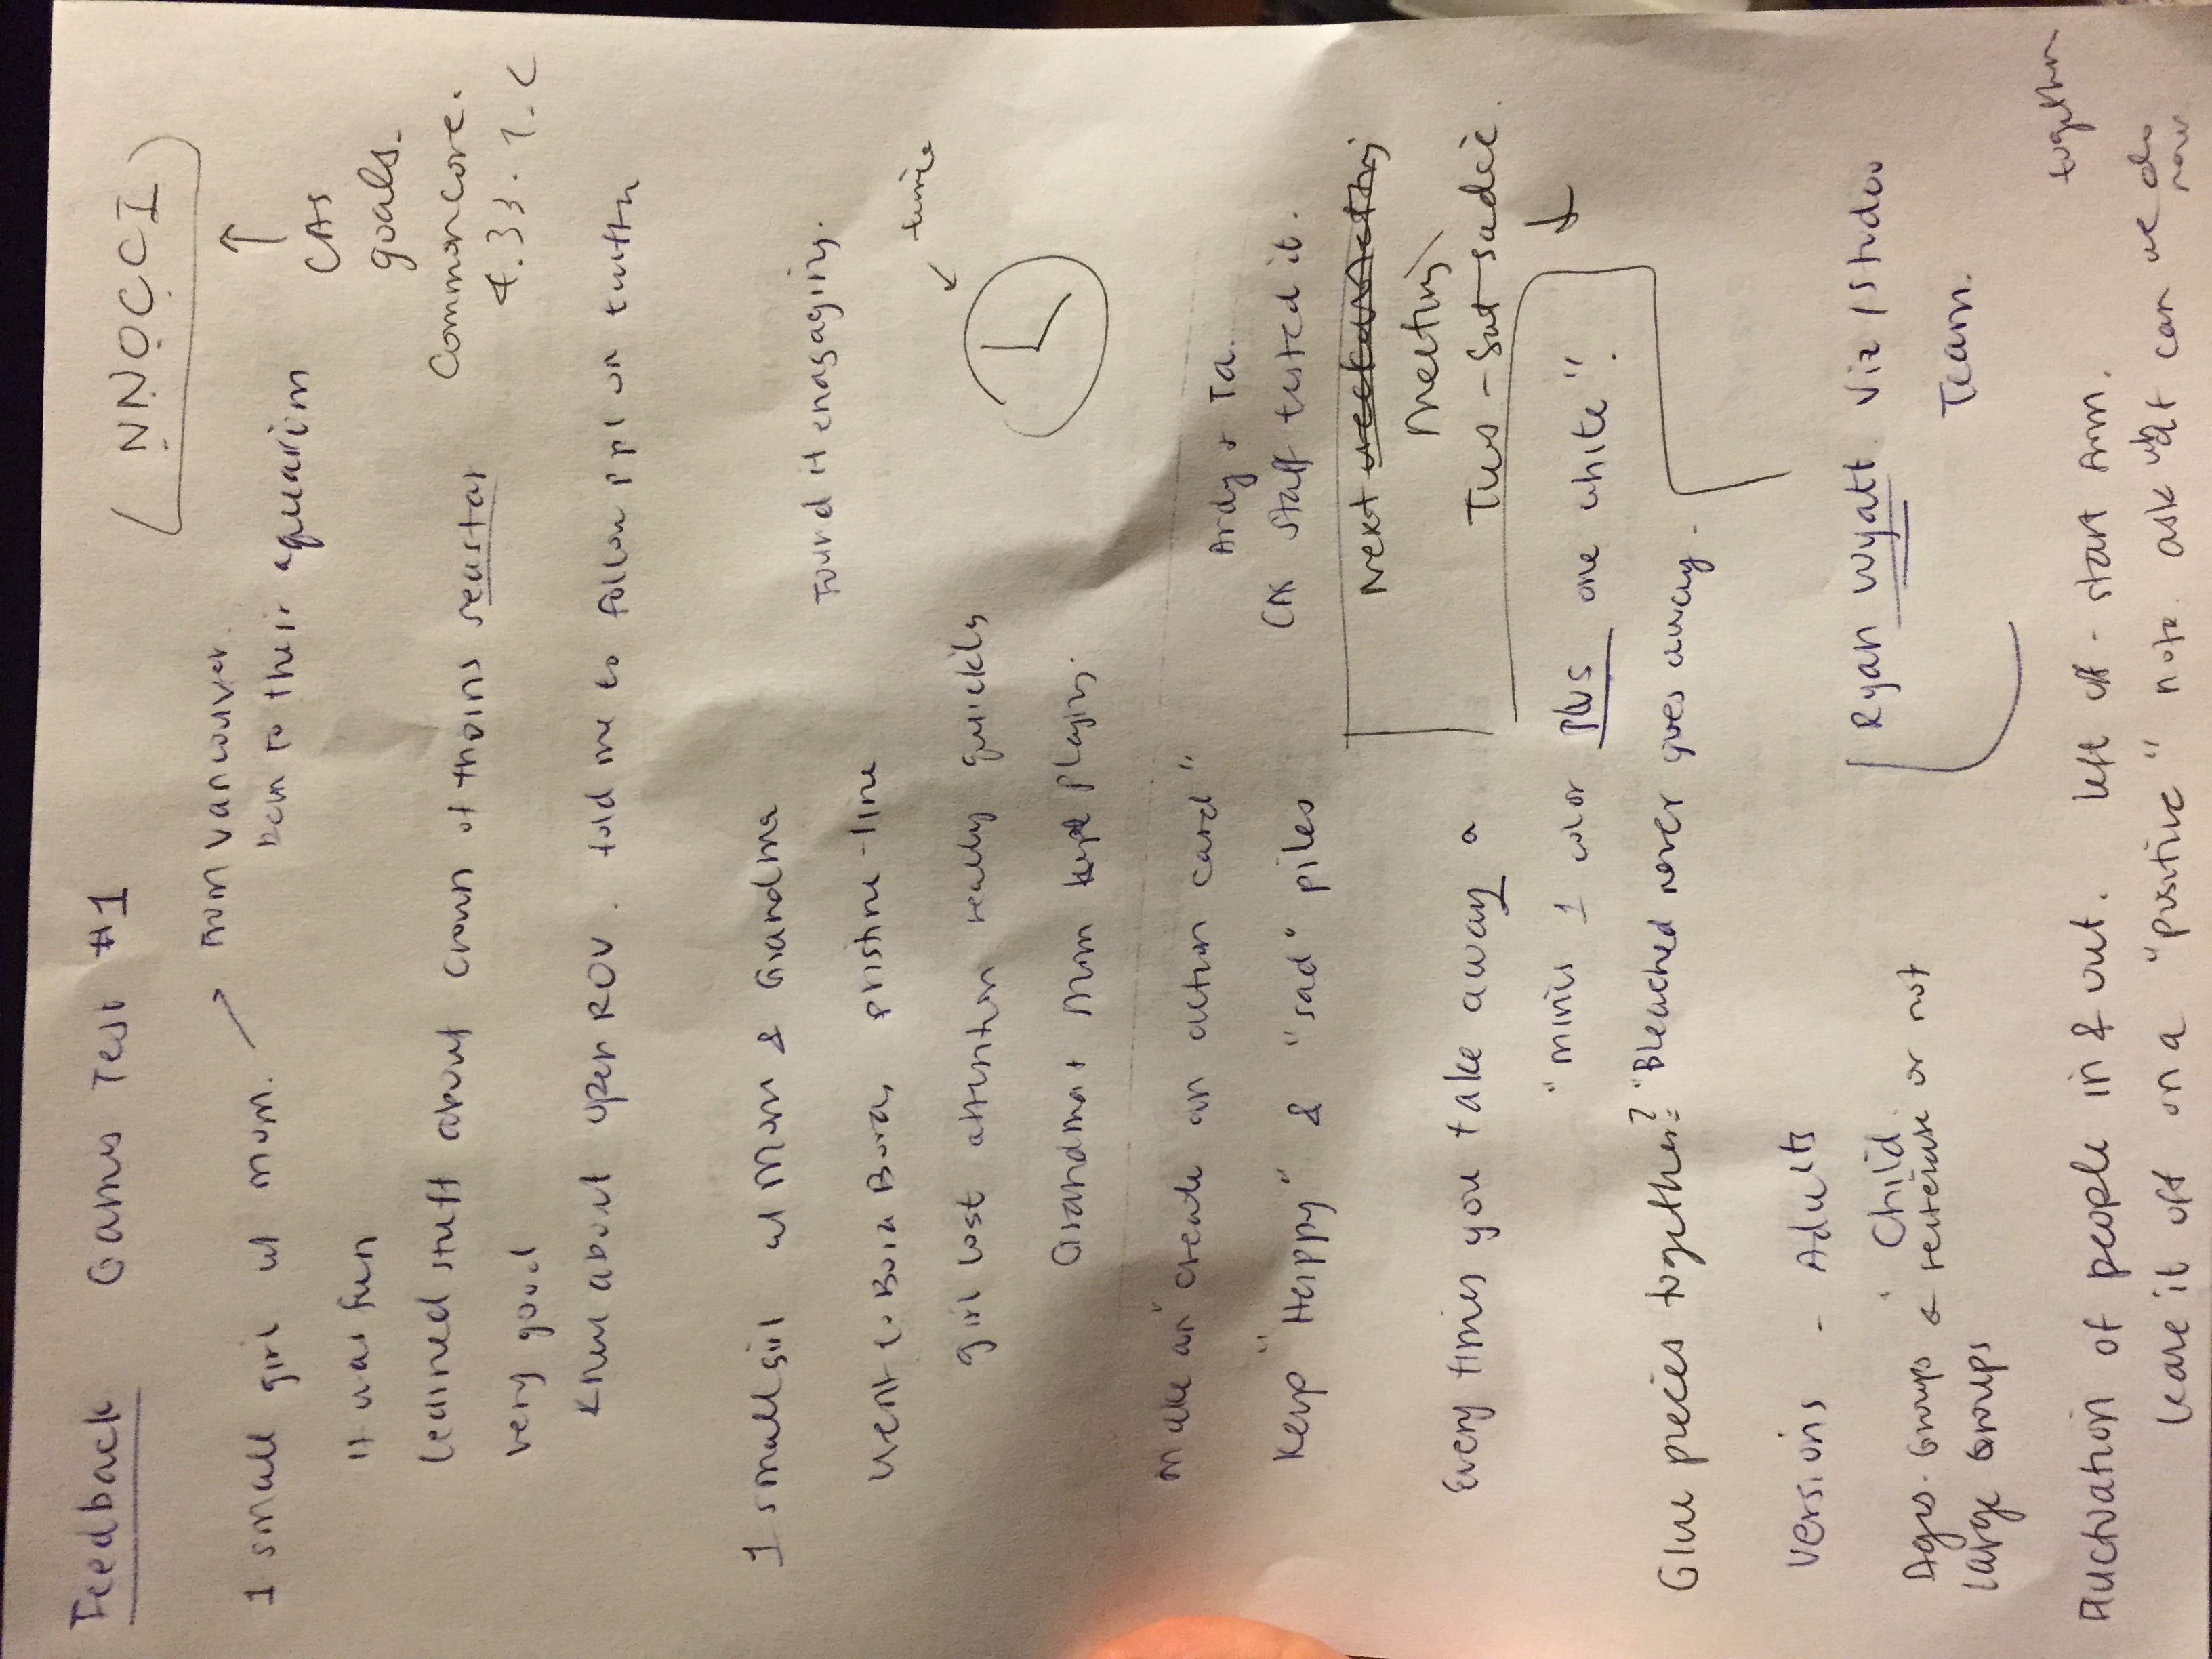 Feedback Games Test #1
NNOCCI
CAS
goals.
Common Core.
4.33.1.c
1 small girl w/ mom.
From Vancouver.
Been to their aquarium
it was fun
learned stuff about crown of thorns seastar
very good
knew about open ROV. told me to follow ppl on twitter
1 small girl w/ Mom & Grandma
Found it enagaging.
went to Bora Bora, pristine-line
time
girl lost attention really quickly
Grandma + Mom kept playing.
make an "create an action card"
Ardy + Ta.
Keep "Happy" & "sad" piles
CAS staff tested it.
Next
Meeting
Tues - Sat sadie.
Every times you take away a
"minus 1 color plus one white".
Glue pieces together? "Bleached never goes away.
Versions - Adults
Child
Ages. Groups & reiterate or not
large Groups
Ryan Wyatt. Viz / Studio
Team.
Fluctuation of people in & out. left off - start from.
together
leave it off on a "positive" note. ask what can we do
now